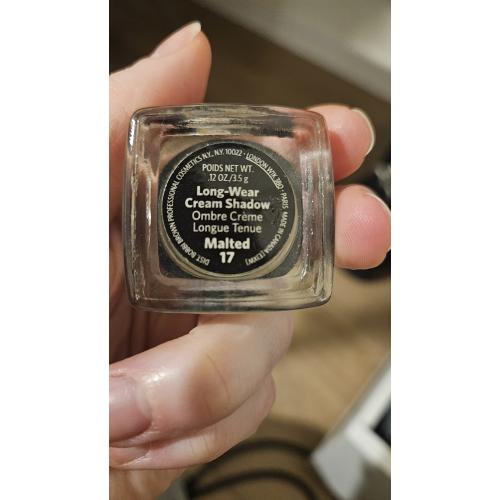 DIST. BOBBI BROWN PROFESSIONAL COSMETICS N.Y., N.Y. 10022 · LONDON W1K 3BQ · PARIS MADE IN CANADA
POIDS NET WT.
.12 OZ./3.5 g
Long-Wear
Cream Shadow
Ombre Crème
Longue Tenue
Malted
17